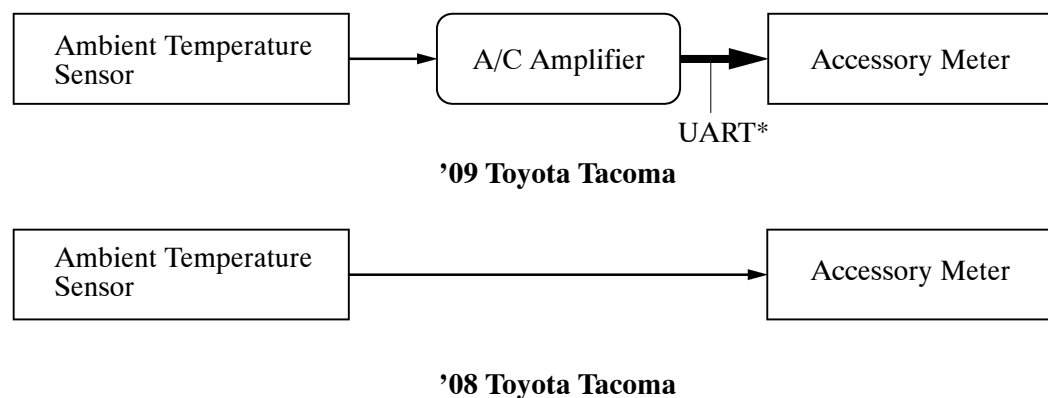 Ambient Temperature
Sensor
A/C Amplifier
Accessory Meter
UART*
’09 Toyota Tacoma
Ambient Temperature
Sensor
Accessory Meter
’08 Toyota Tacoma